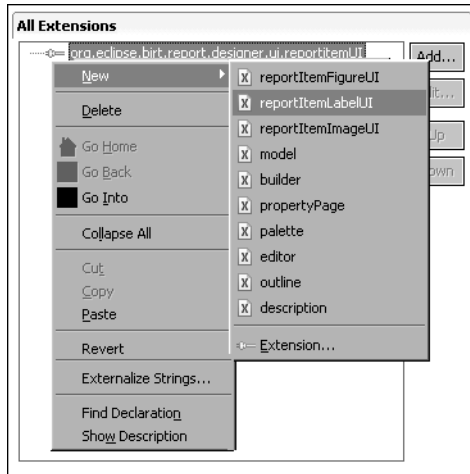 All Extensions
org.eclipse.birt.report.designer.ui.reportitemUI
Add...
New
Delete
Go Home
Go Back
Go Into
Collapse All
Cut
Copy
Paste
Revert
Externalize Strings...
Find Declaration
Show Description
reportItemFigureUI
reportItemLabelUI
reportItemImageUI
model
builder
propertyPage
palette
editor
outline
description
Extension...